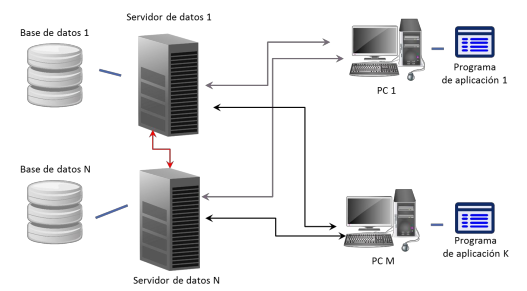 Servidor de datos 1
Base de datos 1
PC 1
Programa
de aplicación 1
Base de datos N
Servidor de datos N
PC M
Programa
de aplicación K